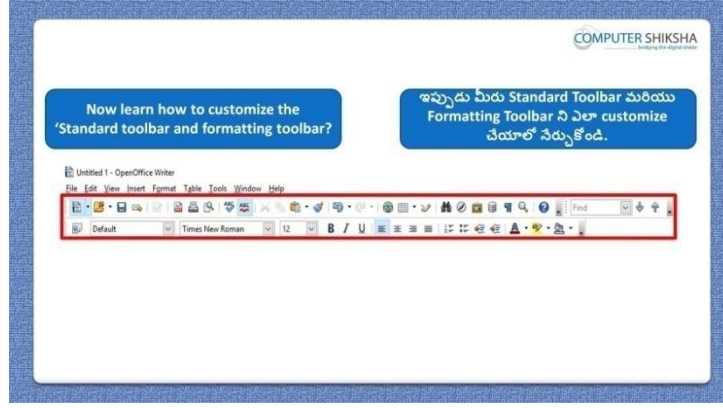 COMPUTER SHIKSHA
bridging the digital divide
Now learn how to customize the
‘Standard toolbar and formatting toolbar?
ఇప్పుడు మీరు Standard Toolbar మరియు
Formatting Toolbar ని ఎలా customize
చేయాలో నేర్చుకోండి.
Untitled 1 - OpenOffice Writer
File Edit View Insert Format Table Tools Window Help
Find
Default Times New Roman 12 B I U A